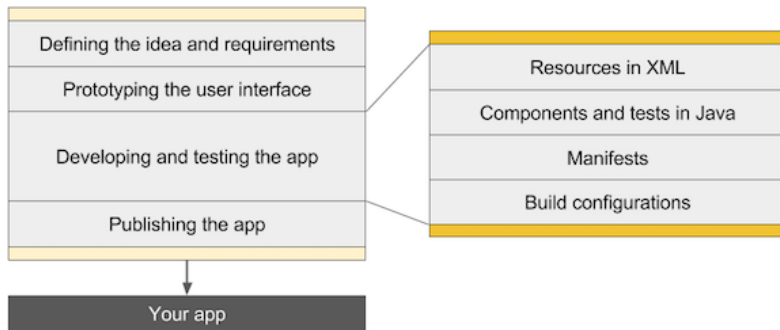 Defining the idea and requirements
Prototyping the user interface
Developing and testing the app
Publishing the app
Your app
Resources in XML
Components and tests in Java
Manifests
Build configurations